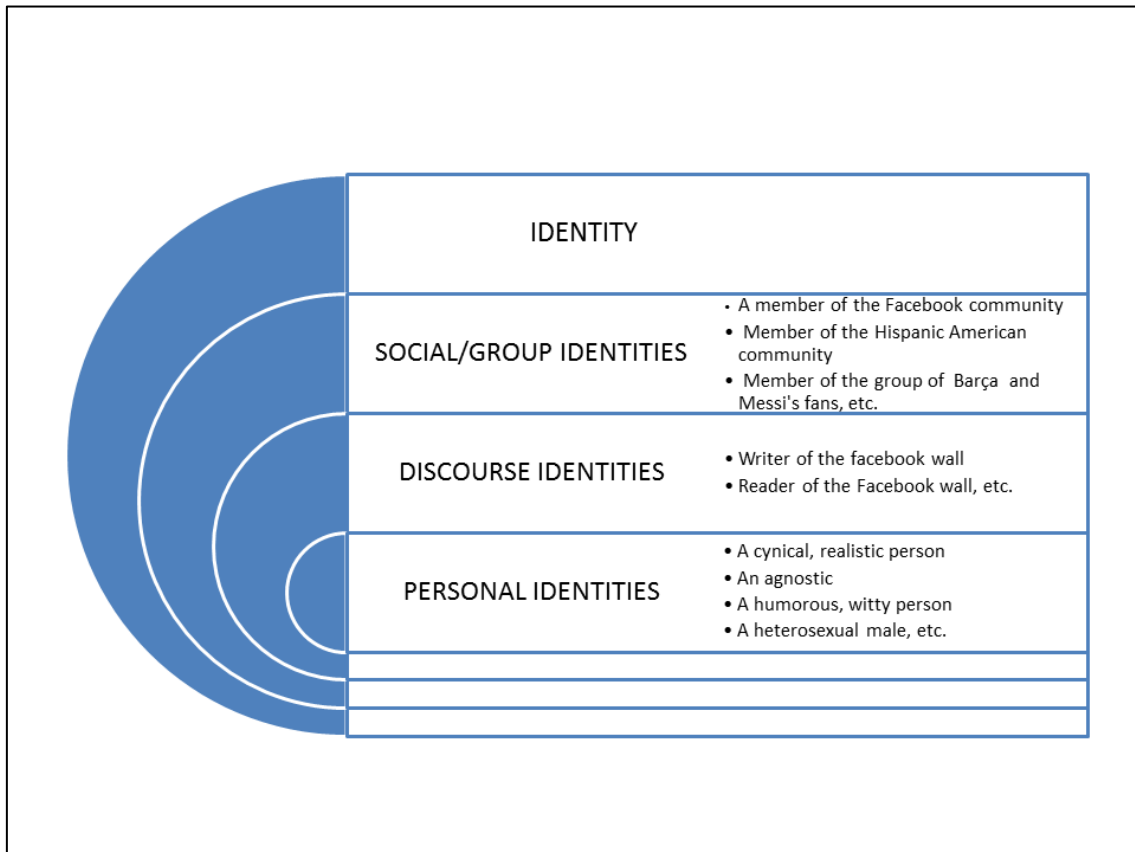 IDENTITY
SOCIAL/GROUP IDENTITIES
• A member of the Facebook community
• Member of the Hispanic American
community
• Member of the group of Barça and
Messi's fans, etc.
DISCOURSE IDENTITIES
• Writer of the facebook wall
• Reader of the Facebook wall, etc.
PERSONAL IDENTITIES
• A cynical, realistic person
• An agnostic
• A humorous, witty person
• A heterosexual male, etc.